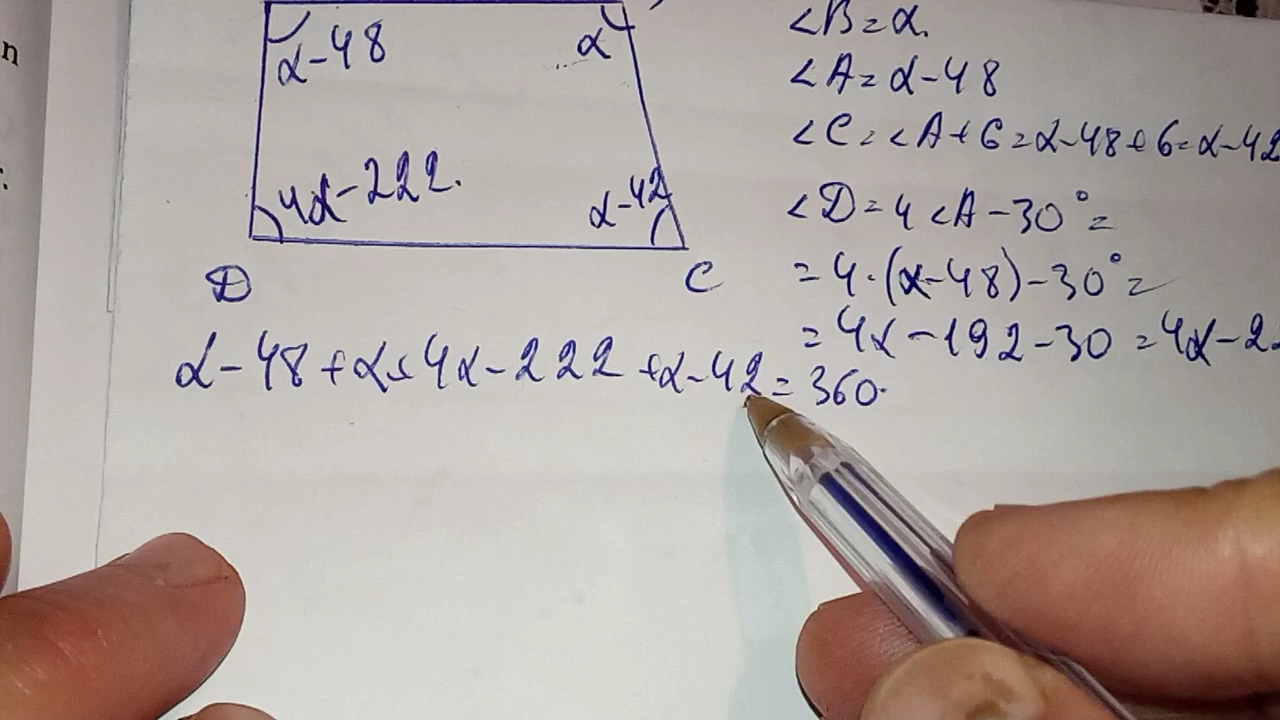 ∠B=α.
α-48
α
∠A=α-48
∠C=∠A+6=α-48+6=α-42
4α-222.
α-42
∠D=4∠A-30°=
D
C
=4·(α-48)-30°=
=4α-192-30=4α-2
α-48+α+4α-222+α-42=360.
n